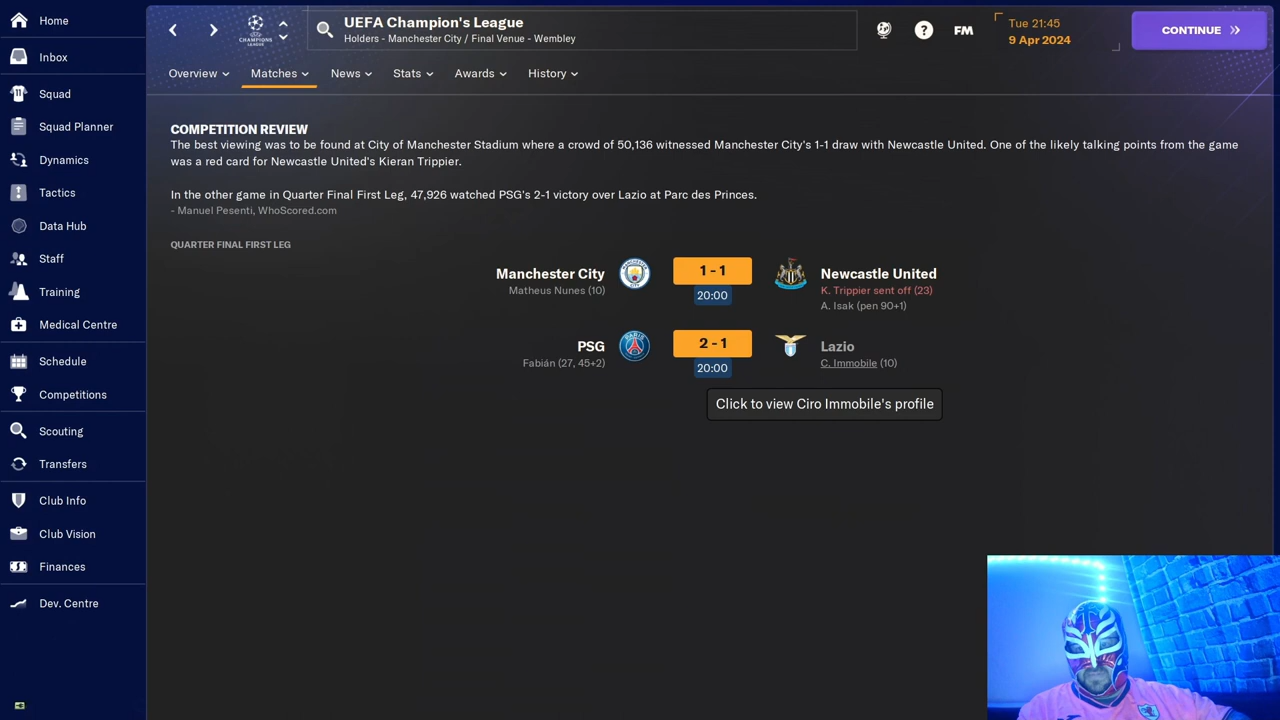 Home
Inbox
Squad
Squad Planner
Dynamics
Tactics
Data Hub
Staff
Training
Medical Centre
Schedule
Competitions
Scouting
Transfers
Club Info
Club Vision
Finances
Dev. Centre
CHAMPIONS LEAGUE
UEFA Champion's League
Holders - Manchester City / Final Venue - Wembley
?
FM
Tue 21:45
9 Apr 2024
CONTINUE
Overview Matches News Stats Awards History
COMPETITION REVIEW
The best viewing was to be found at City of Manchester Stadium where a crowd of 50,136 witnessed Manchester City's 1-1 draw with Newcastle United. One of the likely talking points from the game
was a red card for Newcastle United's Kieran Trippier.
In the other game in Quarter Final First Leg, 47,926 watched PSG's 2-1 victory over Lazio at Parc des Princes.
- Manuel Pesenti, WhoScored.com
QUARTER FINAL FIRST LEG
Manchester City 1 - 1 Newcastle United
Matheus Nunes (10) 20:00 K. Trippier sent off (23)
A. Isak (pen 90+1)
PSG 2 - 1 Lazio
Fabián (27, 45+2) 20:00 C. Immobile (10)
Click to view Ciro Immobile's profile